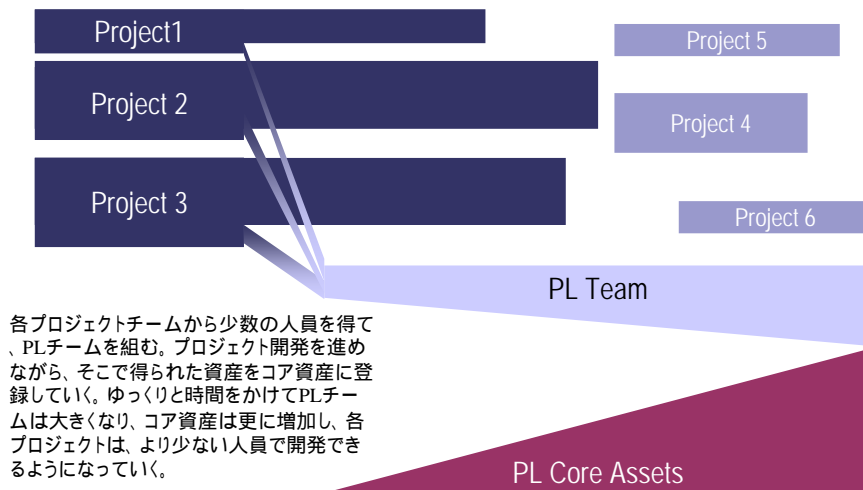 Project1
Project 5
Project 2
Project 4
Project 3
Project 6
PL Team
各プロジェクトチームから少数の人員を得て
、PLチームを組む。プロジェクト開発を進め
ながら、そこで得られた資産をコア資産に登
録していく。ゆっくりと時間をかけてPLチー
ムは大きくなり、コア資産は更に増加し、各
プロジェクトは、より少ない人員で開発でき
るようになっていく。
PL Core Assets